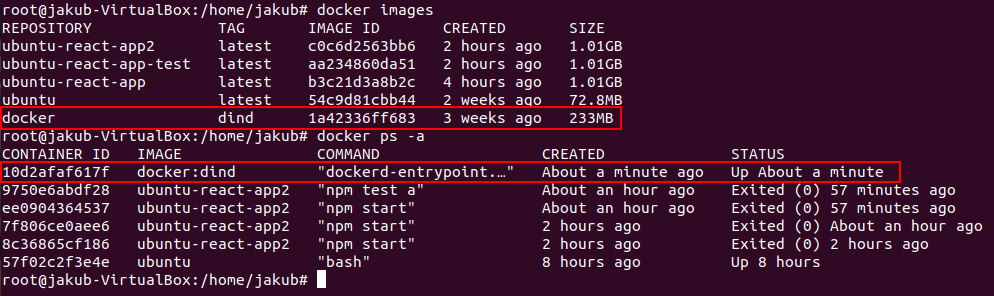 root@jakub-VirtualBox:/home/jakub# docker images
REPOSITORY TAG IMAGE ID CREATED SIZE
ubuntu-react-app2 latest c0c6d2563bb6 2 hours ago 1.01GB
ubuntu-react-app-test latest aa234860da51 2 hours ago 1.01GB
ubuntu-react-app latest b3c21d3a8b2c 4 hours ago 1.01GB
ubuntu latest 54c9d81cbb44 2 weeks ago 72.8MB
docker dind 1a42336ff683 3 weeks ago 233MB
root@jakub-VirtualBox:/home/jakub# docker ps -a
CONTAINER ID IMAGE COMMAND CREATED STATUS
10d2afaf617f docker:dind "dockerd-entrypoint.…" About a minute ago Up About a minute
9750e6abdf28 ubuntu-react-app2 "npm test a" About an hour ago Exited (0) 57 minutes ago
ee0904364537 ubuntu-react-app2 "npm start" About an hour ago Exited (0) 57 minutes ago
7f806ce0aee6 ubuntu-react-app2 "npm start" 2 hours ago Exited (0) About an hour ago
8c36865cf186 ubuntu-react-app2 "npm start" 2 hours ago Exited (0) 2 hours ago
57f02c2f3e4e ubuntu "bash" 8 hours ago Up 8 hours
root@jakub-VirtualBox:/home/jakub#